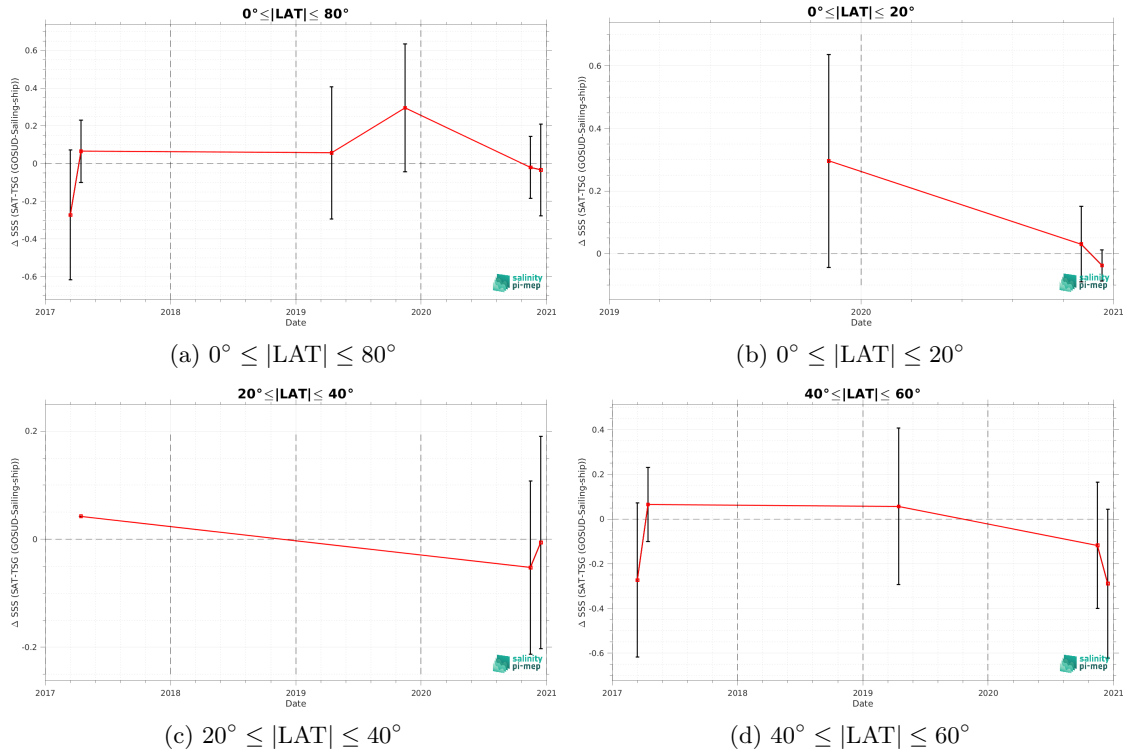 0°≤|LAT|≤ 80°
Δ SSS (SAT-TSG (GOSUD-Sailing-ship))
0.6
0.4
0.2
0
-0.2
-0.4
-0.6
2017
2018
2019
2020
2021
Date
salinity
pi-mep
(a) 0° ≤ |LAT| ≤ 80°
0°≤|LAT|≤ 20°
Δ SSS (SAT-TSG (GOSUD-Sailing-ship))
0.6
0.4
0.2
0
2019
2020
2021
Date
salinity
pi-mep
(b) 0° ≤ |LAT| ≤ 20°
20°≤|LAT|≤ 40°
Δ SSS (SAT-TSG (GOSUD-Sailing-ship))
0.2
0
-0.2
2017
2018
2019
2020
2021
Date
salinity
pi-mep
(c) 20° ≤ |LAT| ≤ 40°
40°≤|LAT|≤ 60°
Δ SSS (SAT-TSG (GOSUD-Sailing-ship))
0.4
0.2
0
-0.2
-0.4
-0.6
2017
2018
2019
2020
2021
Date
salinity
pi-mep
(d) 40° ≤ |LAT| ≤ 60°